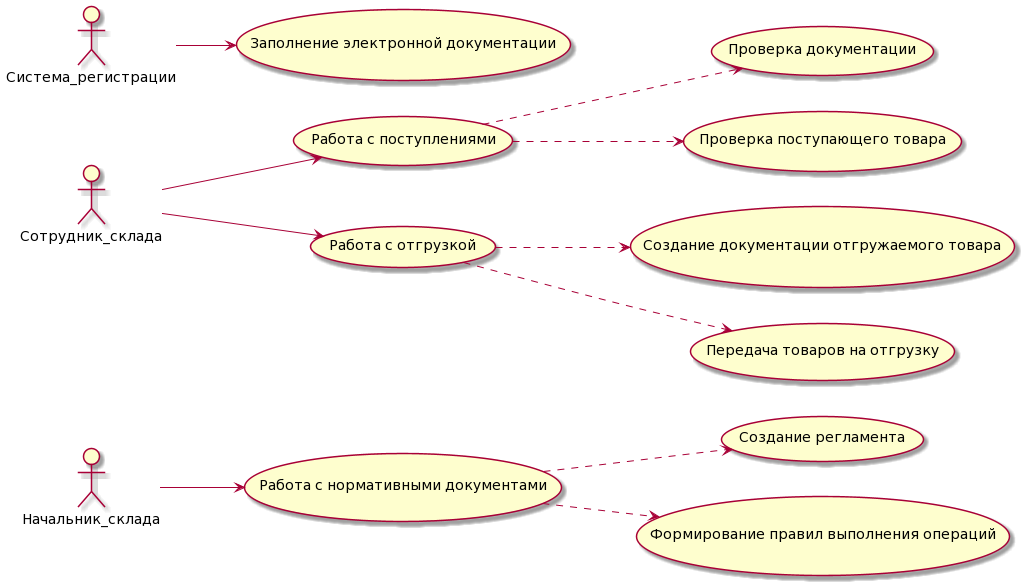 Система_регистрации
Заполнение электронной документации
Сотрудник_склада
Работа с поступлениями
Проверка документации
Проверка поступающего товара
Работа с отгрузкой
Создание документации отгружаемого товара
Передача товаров на отгрузку
Начальник_склада
Работа с нормативными документами
Создание регламента
Формирование правил выполнения операций